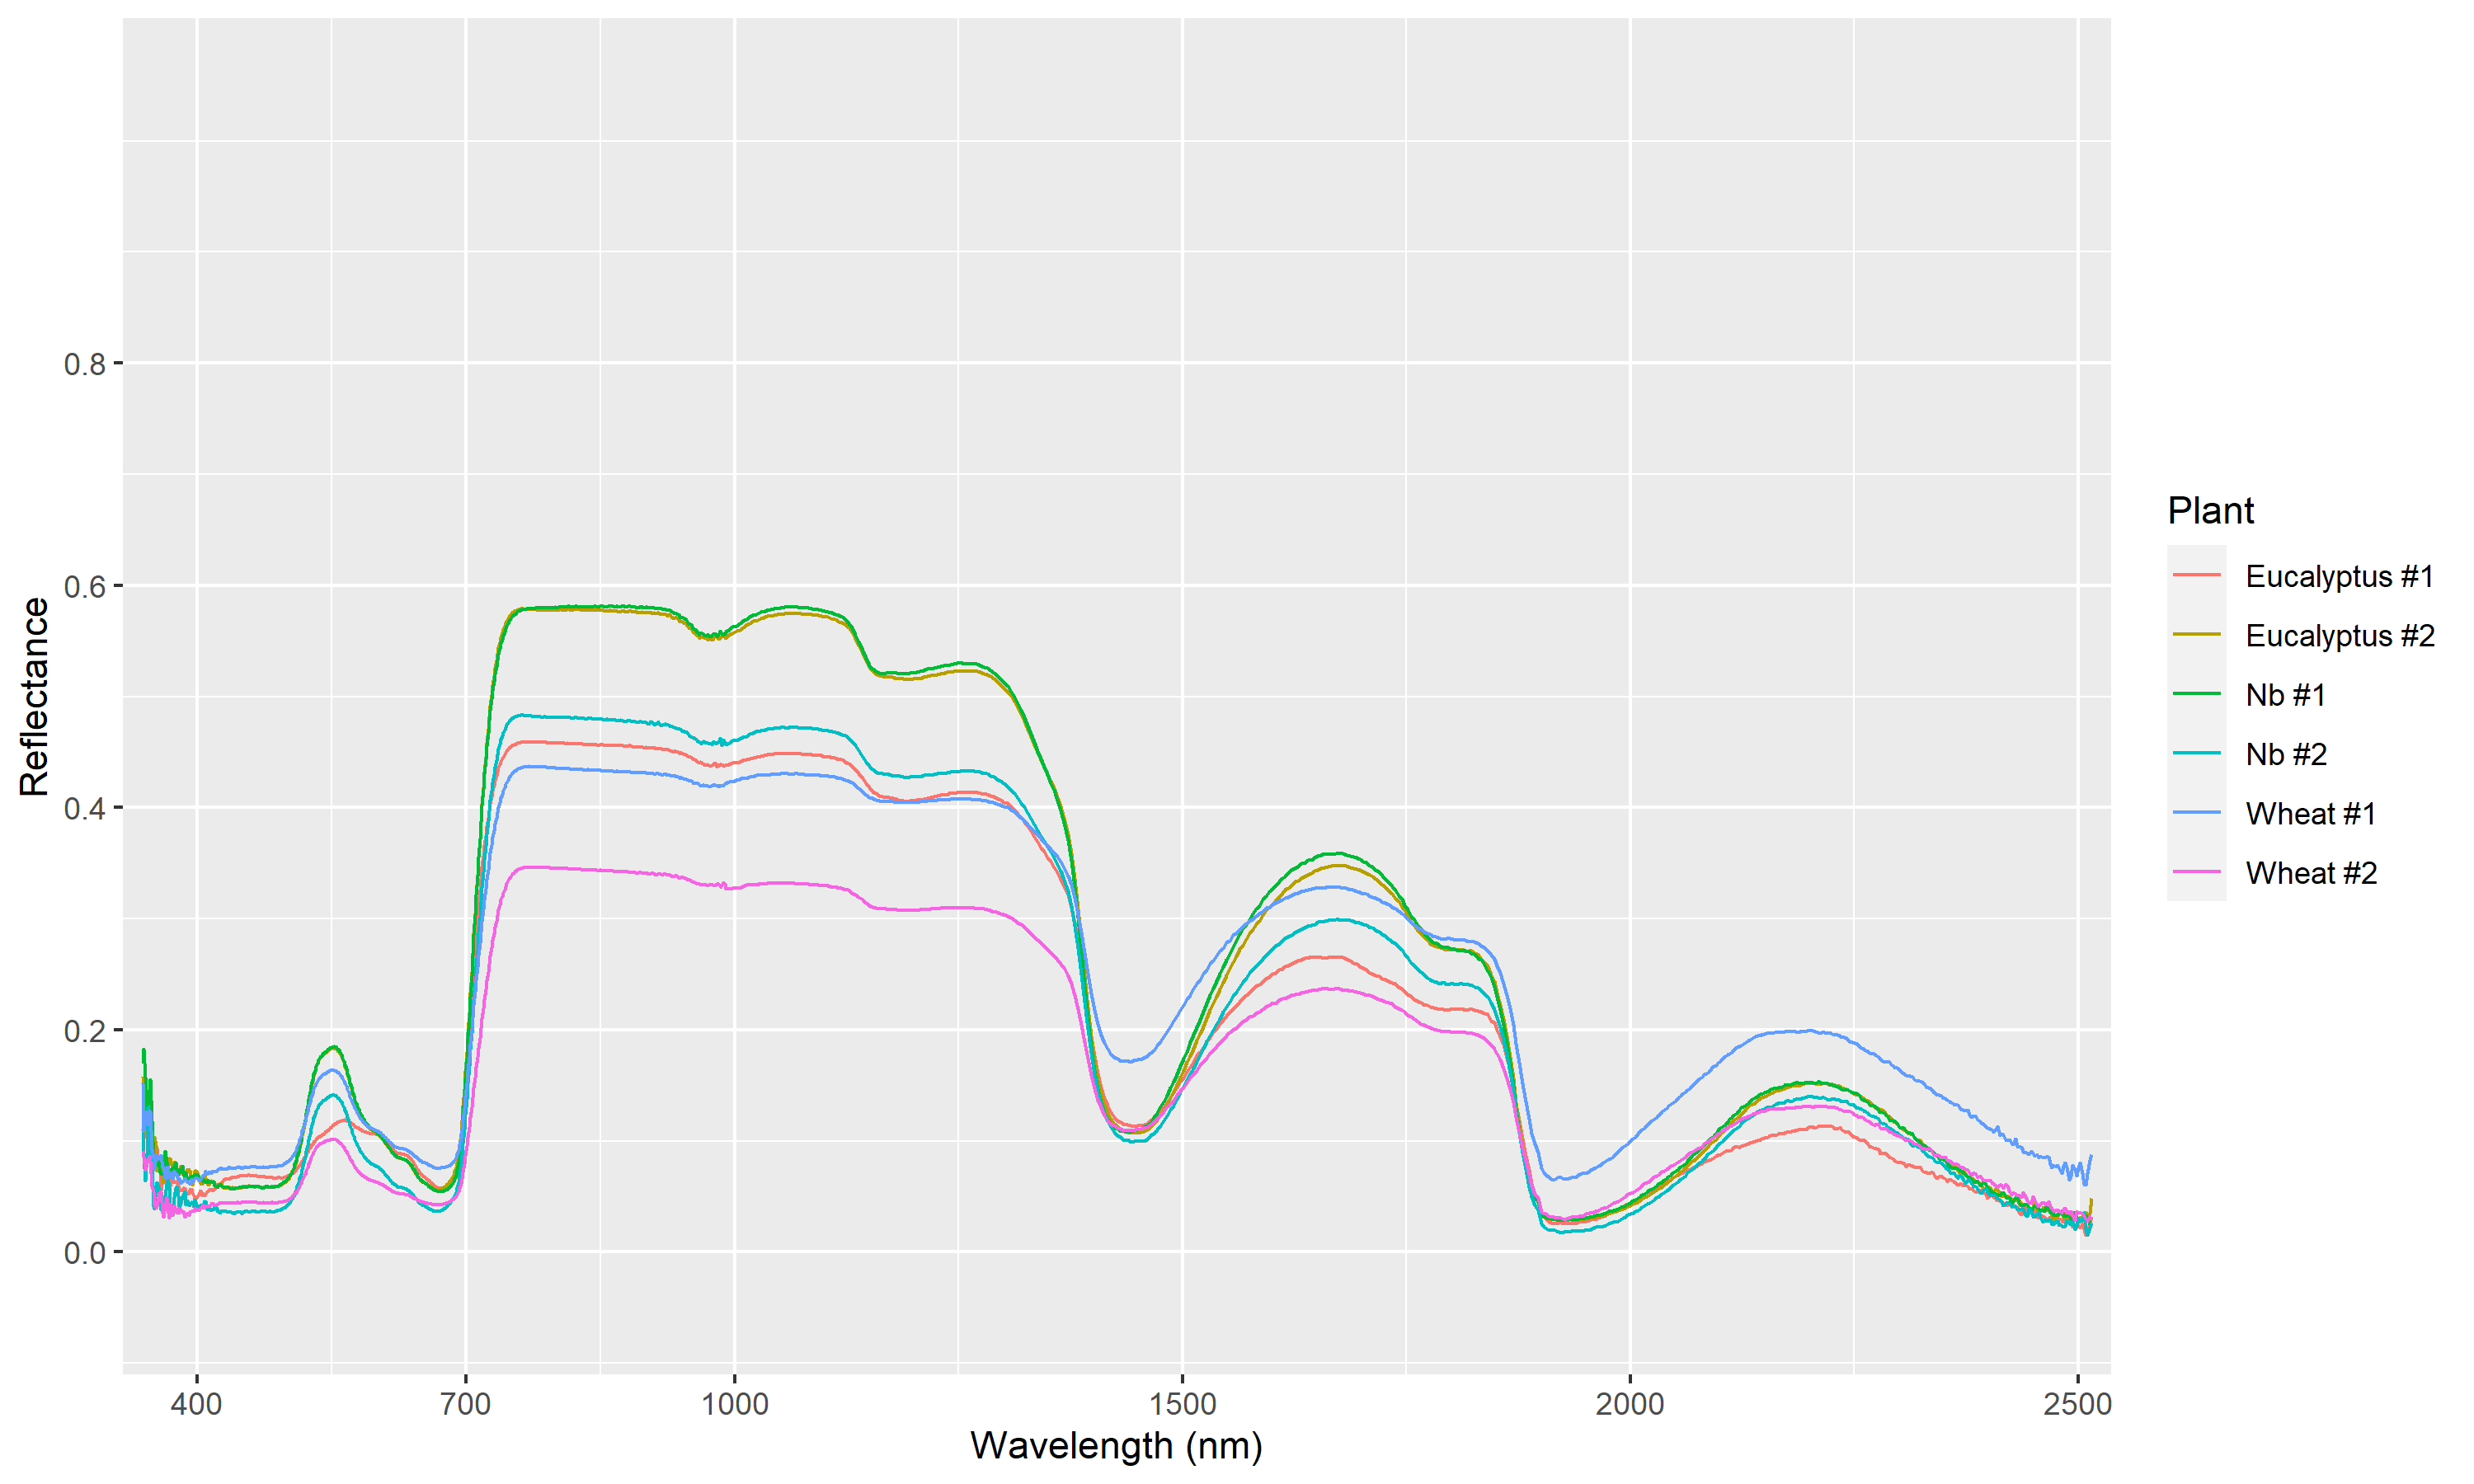 Reflectance
0.8
0.6
0.4
0.2
0.0
400
700
1000
1500
2000
2500
Wavelength (nm)
Plant
Eucalyptus #1
Eucalyptus #2
Nb #1
Nb #2
Wheat #1
Wheat #2